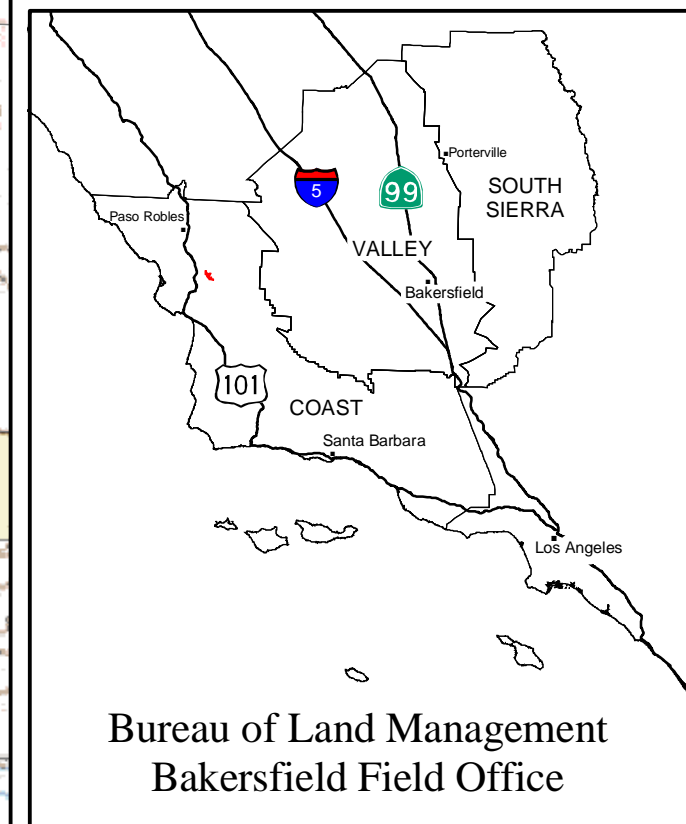 Porterville
5
99
SOUTH
SIERRA
Paso Robles
VALLEY
Bakersfield
101
COAST
Santa Barbara
Los Angeles
Bureau of Land Management
Bakersfield Field Office